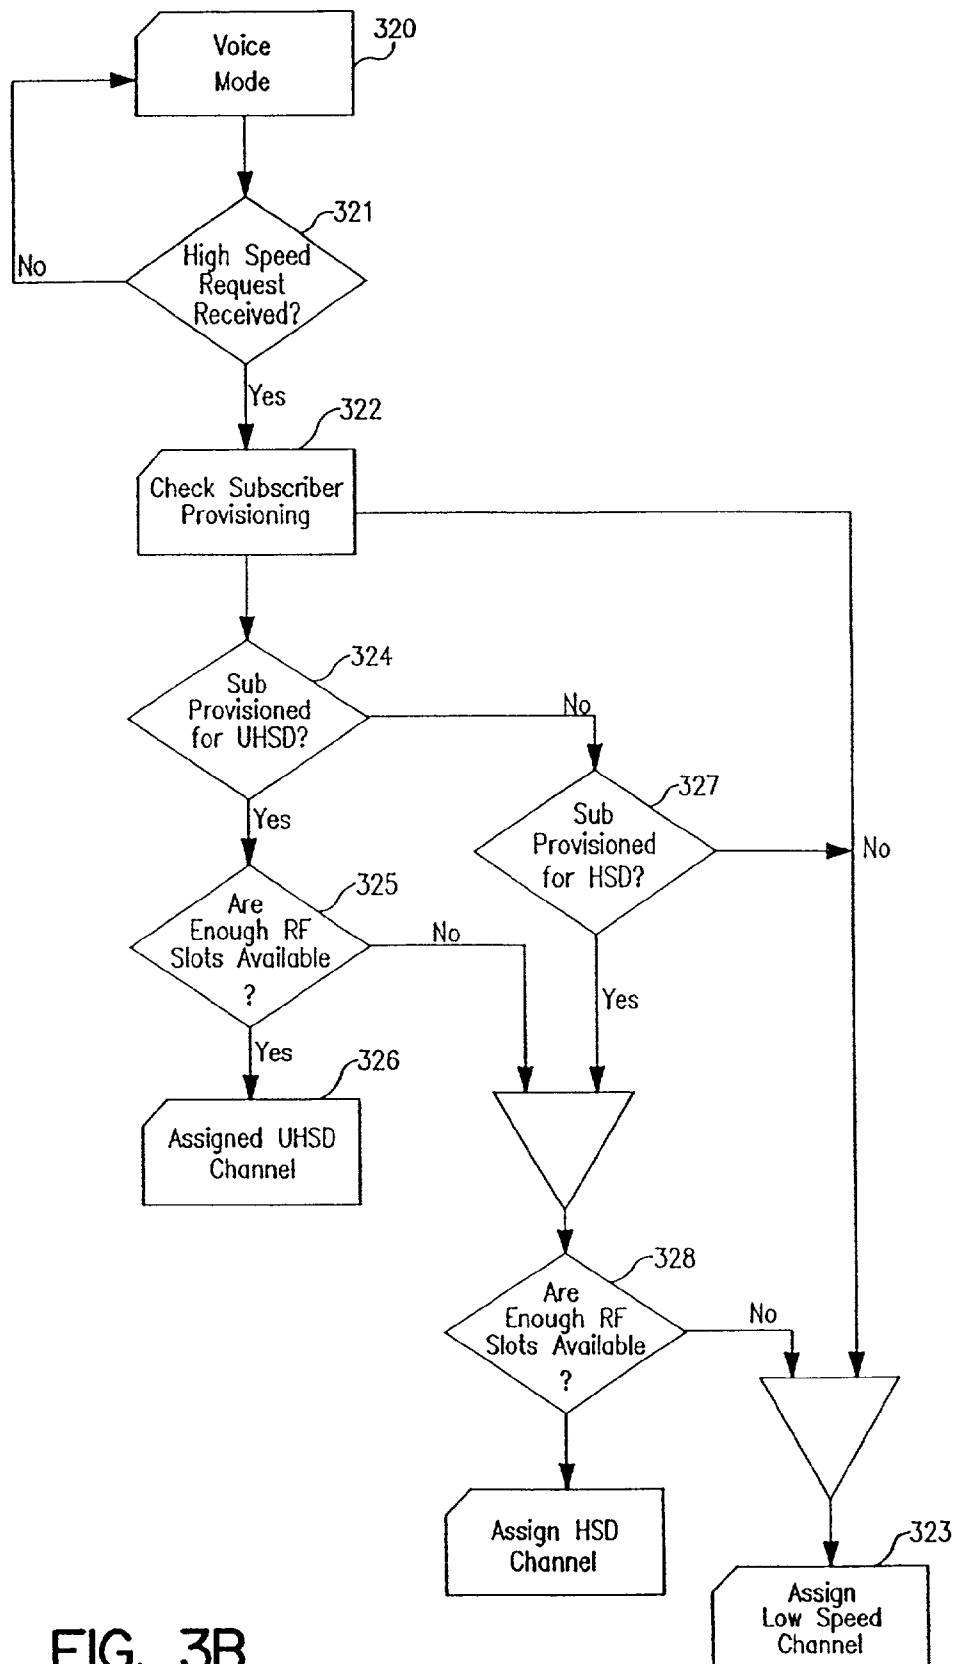 320
Voice
Mode
321
High Speed
Request
Received?
No
Yes
322
Check Subscriber
Provisioning
324
Sub
Provisioned
for UHSD?
No
Yes
327
Sub
Provisioned
for HSD?
No
Yes
325
Are
Enough RF
Slots Available
?
No
Yes
326
Assigned UHSD
Channel
328
Are
Enough RF
Slots Available
?
No
Assign HSD
Channel
323
Assign
Low Speed
Channel
FIG. 3B